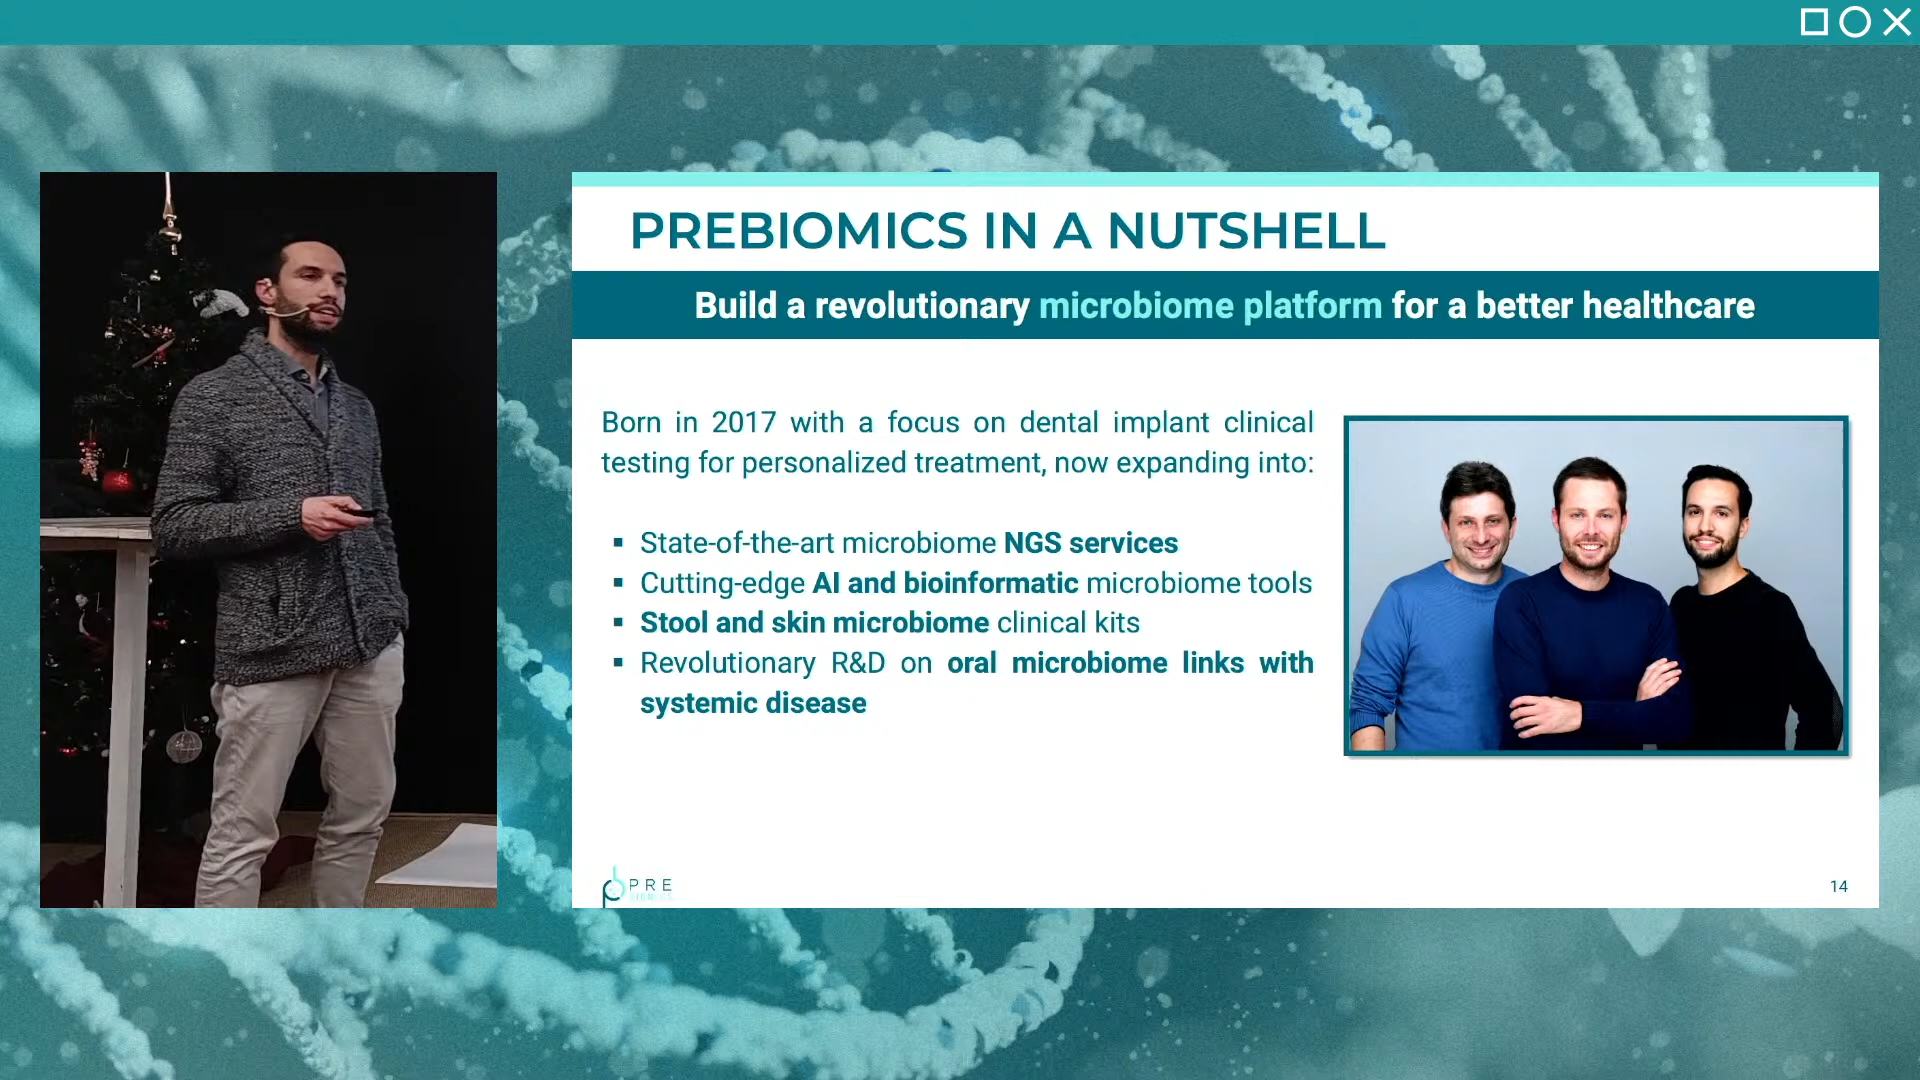 PREBIOMICS IN A NUTSHELL
Build a revolutionary microbiome platform for a better healthcare
Born in 2017 with a focus on dental implant clinical
testing for personalized treatment, now expanding into:
▪ State-of-the-art microbiome NGS services
▪ Cutting-edge AI and bioinformatic microbiome tools
▪ Stool and skin microbiome clinical kits
▪ Revolutionary R&D on oral microbiome links with
systemic disease
PRE
14